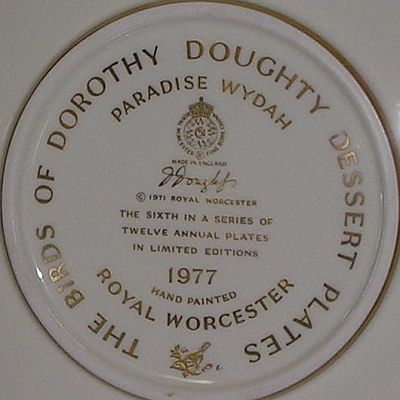 THE BIRDS OF DOROTHY DOUGHTY DESSERT PLATES
PARADISE WYDAH
MADE IN ENGLAND
D Doughty
© 1971 ROYAL WORCESTER
THE SIXTH IN A SERIES OF
TWELVE ANNUAL PLATES
IN LIMITED EDITIONS
1977
HAND PAINTED
ROYAL WORCESTER